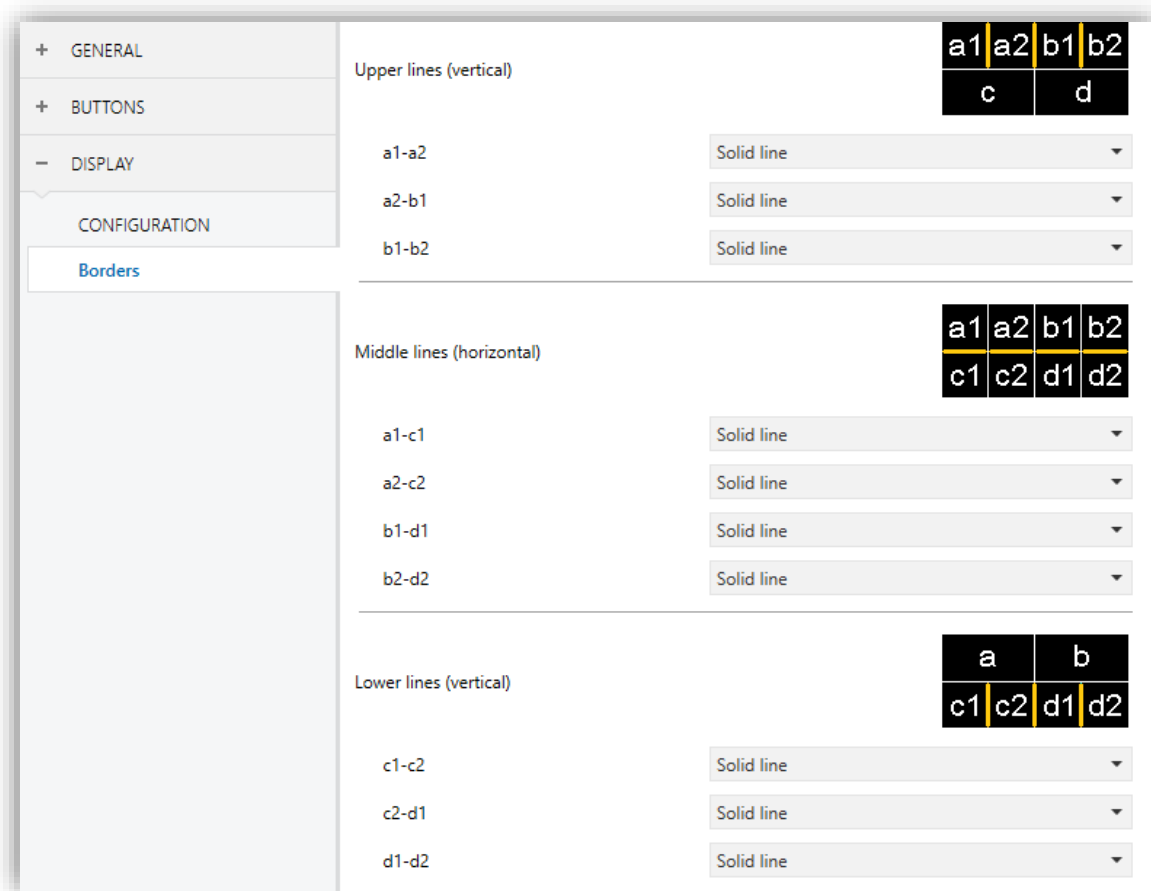 GENERAL
BUTTONS
DISPLAY
CONFIGURATION
Borders
Upper lines (vertical)
a1 a2 b1 b2
c d
a1-a2 Solid line
a2-b1 Solid line
b1-b2 Solid line
Middle lines (horizontal)
a1 a2 b1 b2
c1 c2 d1 d2
a1-c1 Solid line
a2-c2 Solid line
b1-d1 Solid line
b2-d2 Solid line
Lower lines (vertical)
a b
c1 c2 d1 d2
c1-c2 Solid line
c2-d1 Solid line
d1-d2 Solid line